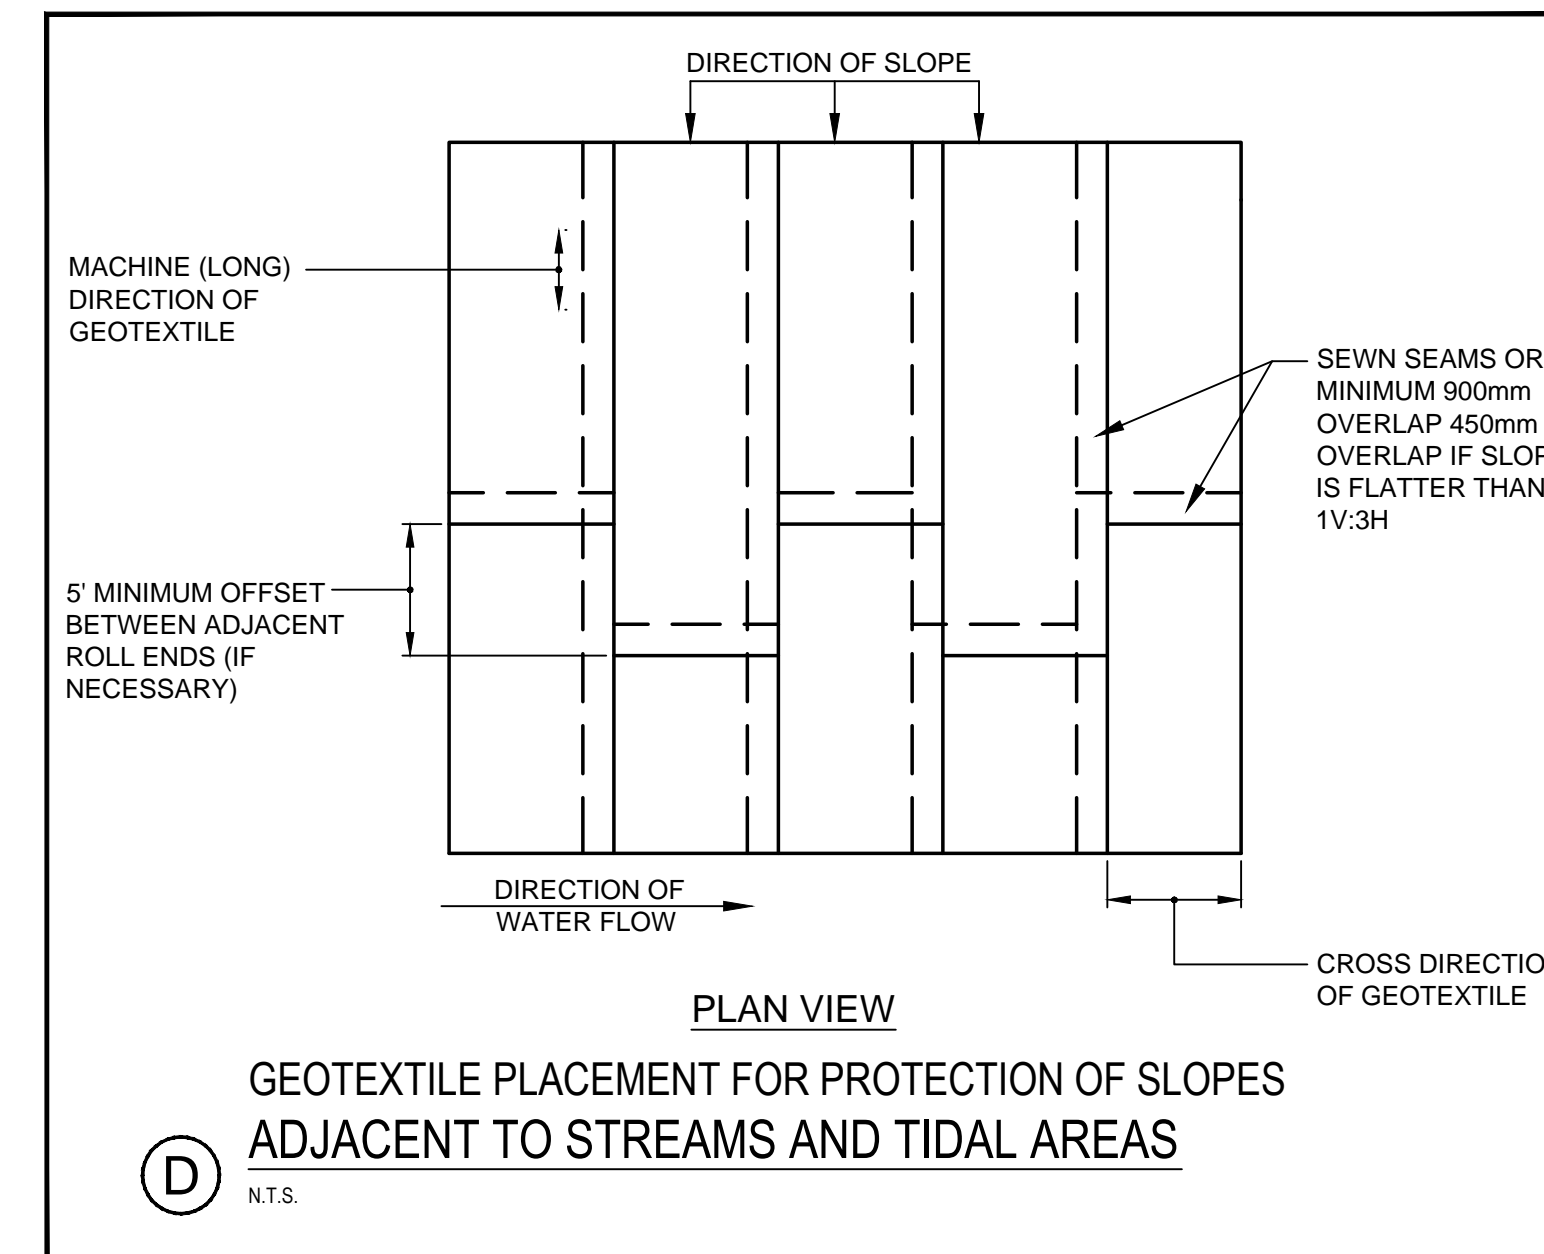 DIRECTION OF SLOPE
MACHINE (LONG)
DIRECTION OF
GEOTEXTILE
SEWN SEAMS OR
MINIMUM 900mm
OVERLAP 450mm
OVERLAP IF
IS FLATTER THAN
1V:3H
5' MINIMUM OFFSET
BETWEEN ADJACENT
ROLL ENDS (IF
NECESSARY)
DIRECTION OF
WATER FLOW
CROSS
OF GEOTEXTILE
PLAN VIEW
GEOTEXTILE PLACEMENT FOR PROTECTION OF SLOPES
ADJACENT TO STREAMS AND TIDAL AREAS
D
N.T.S.